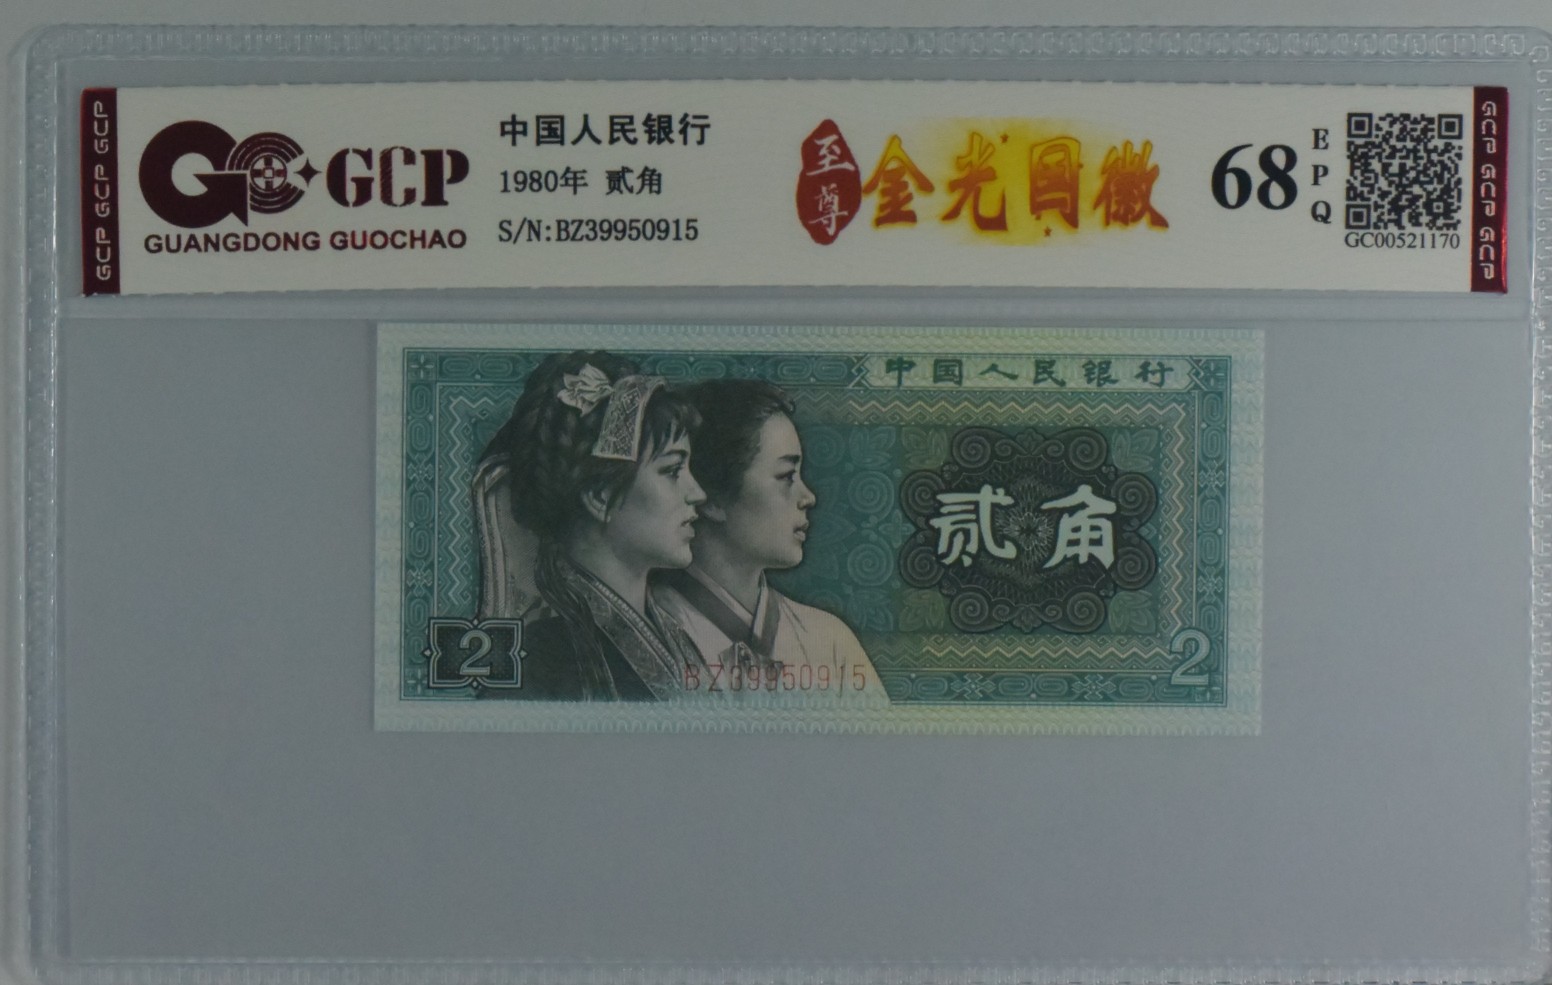 GCP GCP GCP
GCP
GUANGDONG GUOCHAO
中国人民银行
1980年 贰角
S/N:BZ39950915
至尊
金光国徽
68
EPQ
GC00521170
GCP GCP GCP
中国人民银行
贰角
2
2
BZ39950915